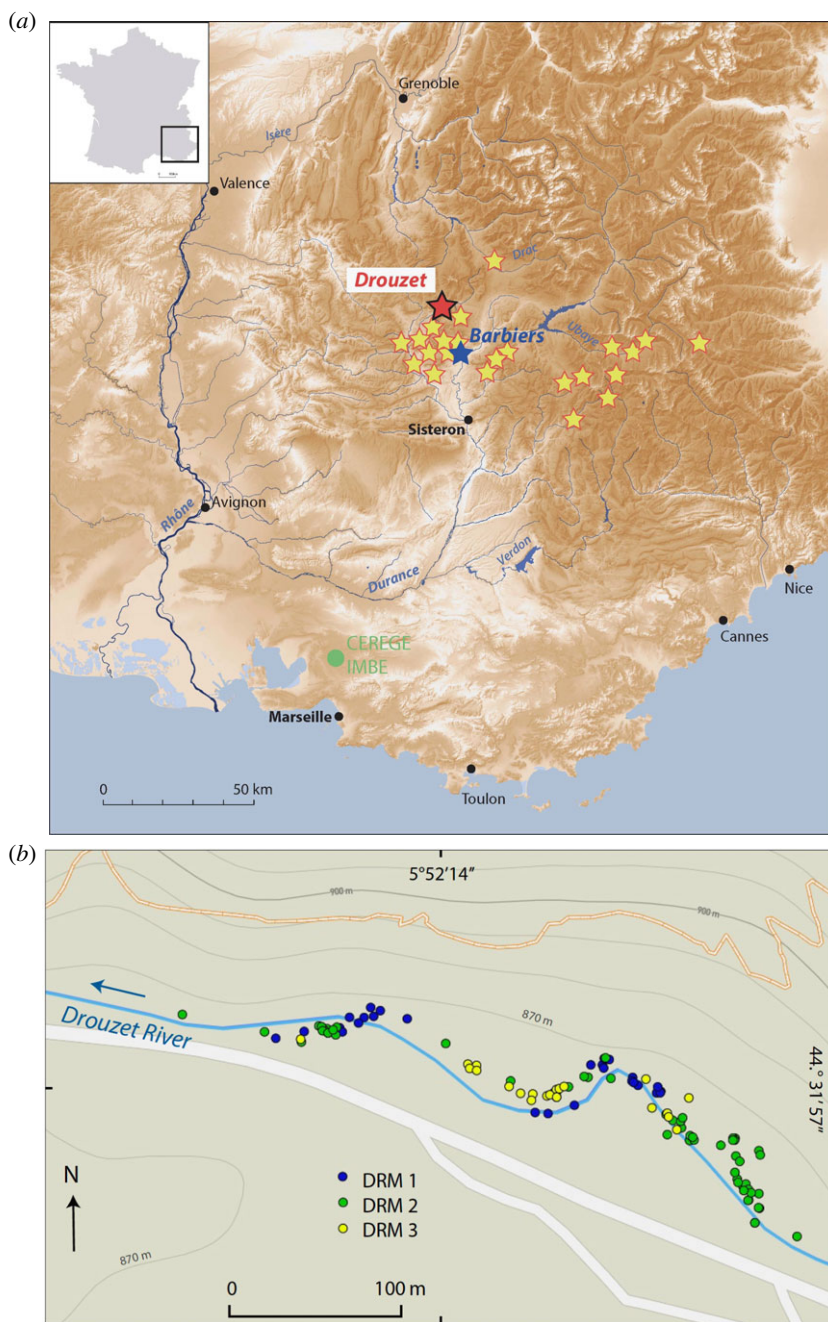 (a)
Grenoble
Isère
Valence
Drac
Drouzet
Barbiers
Ubaye
Sisteron
Avignon
Rhône
Durance
Verdon
Nice
Cannes
CEREGE
IMBE
Marseille
0 50 km
Toulon
(b)
5°52′14″
900 m
900 m
870 m
Drouzet River
44.° 31′57″
N
DRM 1
DRM 2
DRM 3
870 m
0 100 m